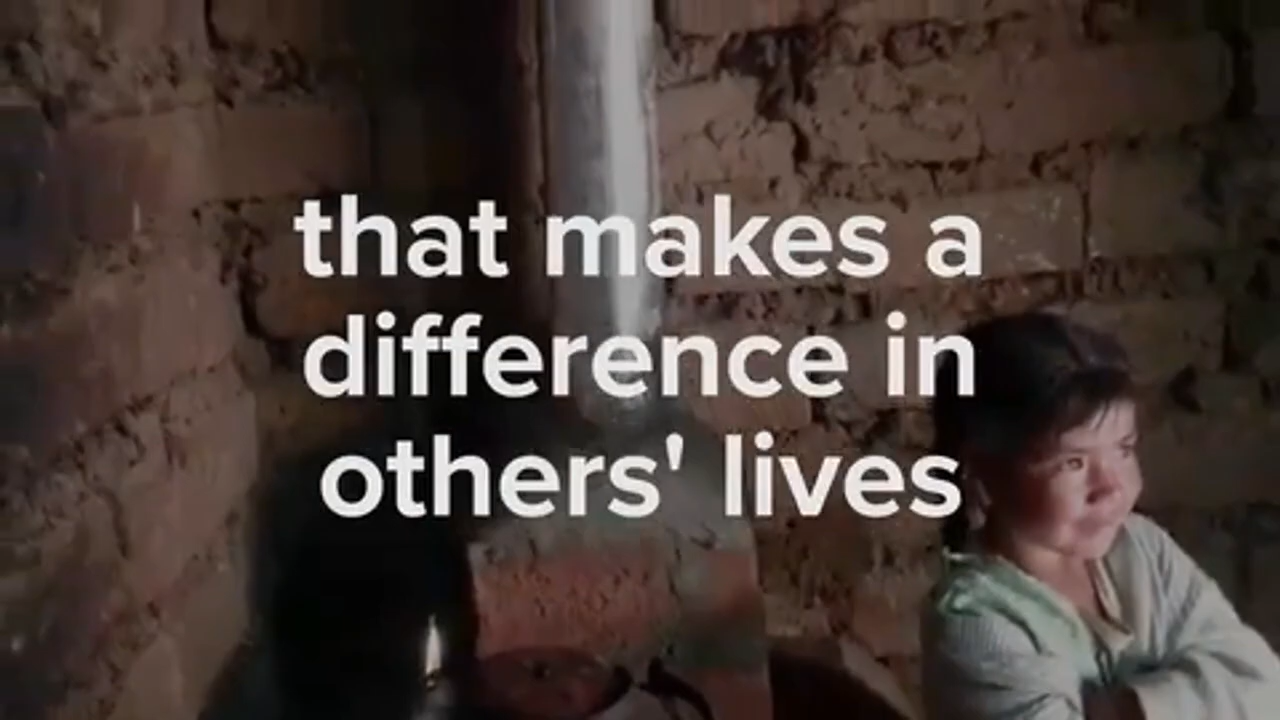 that makes a
difference in
others' lives